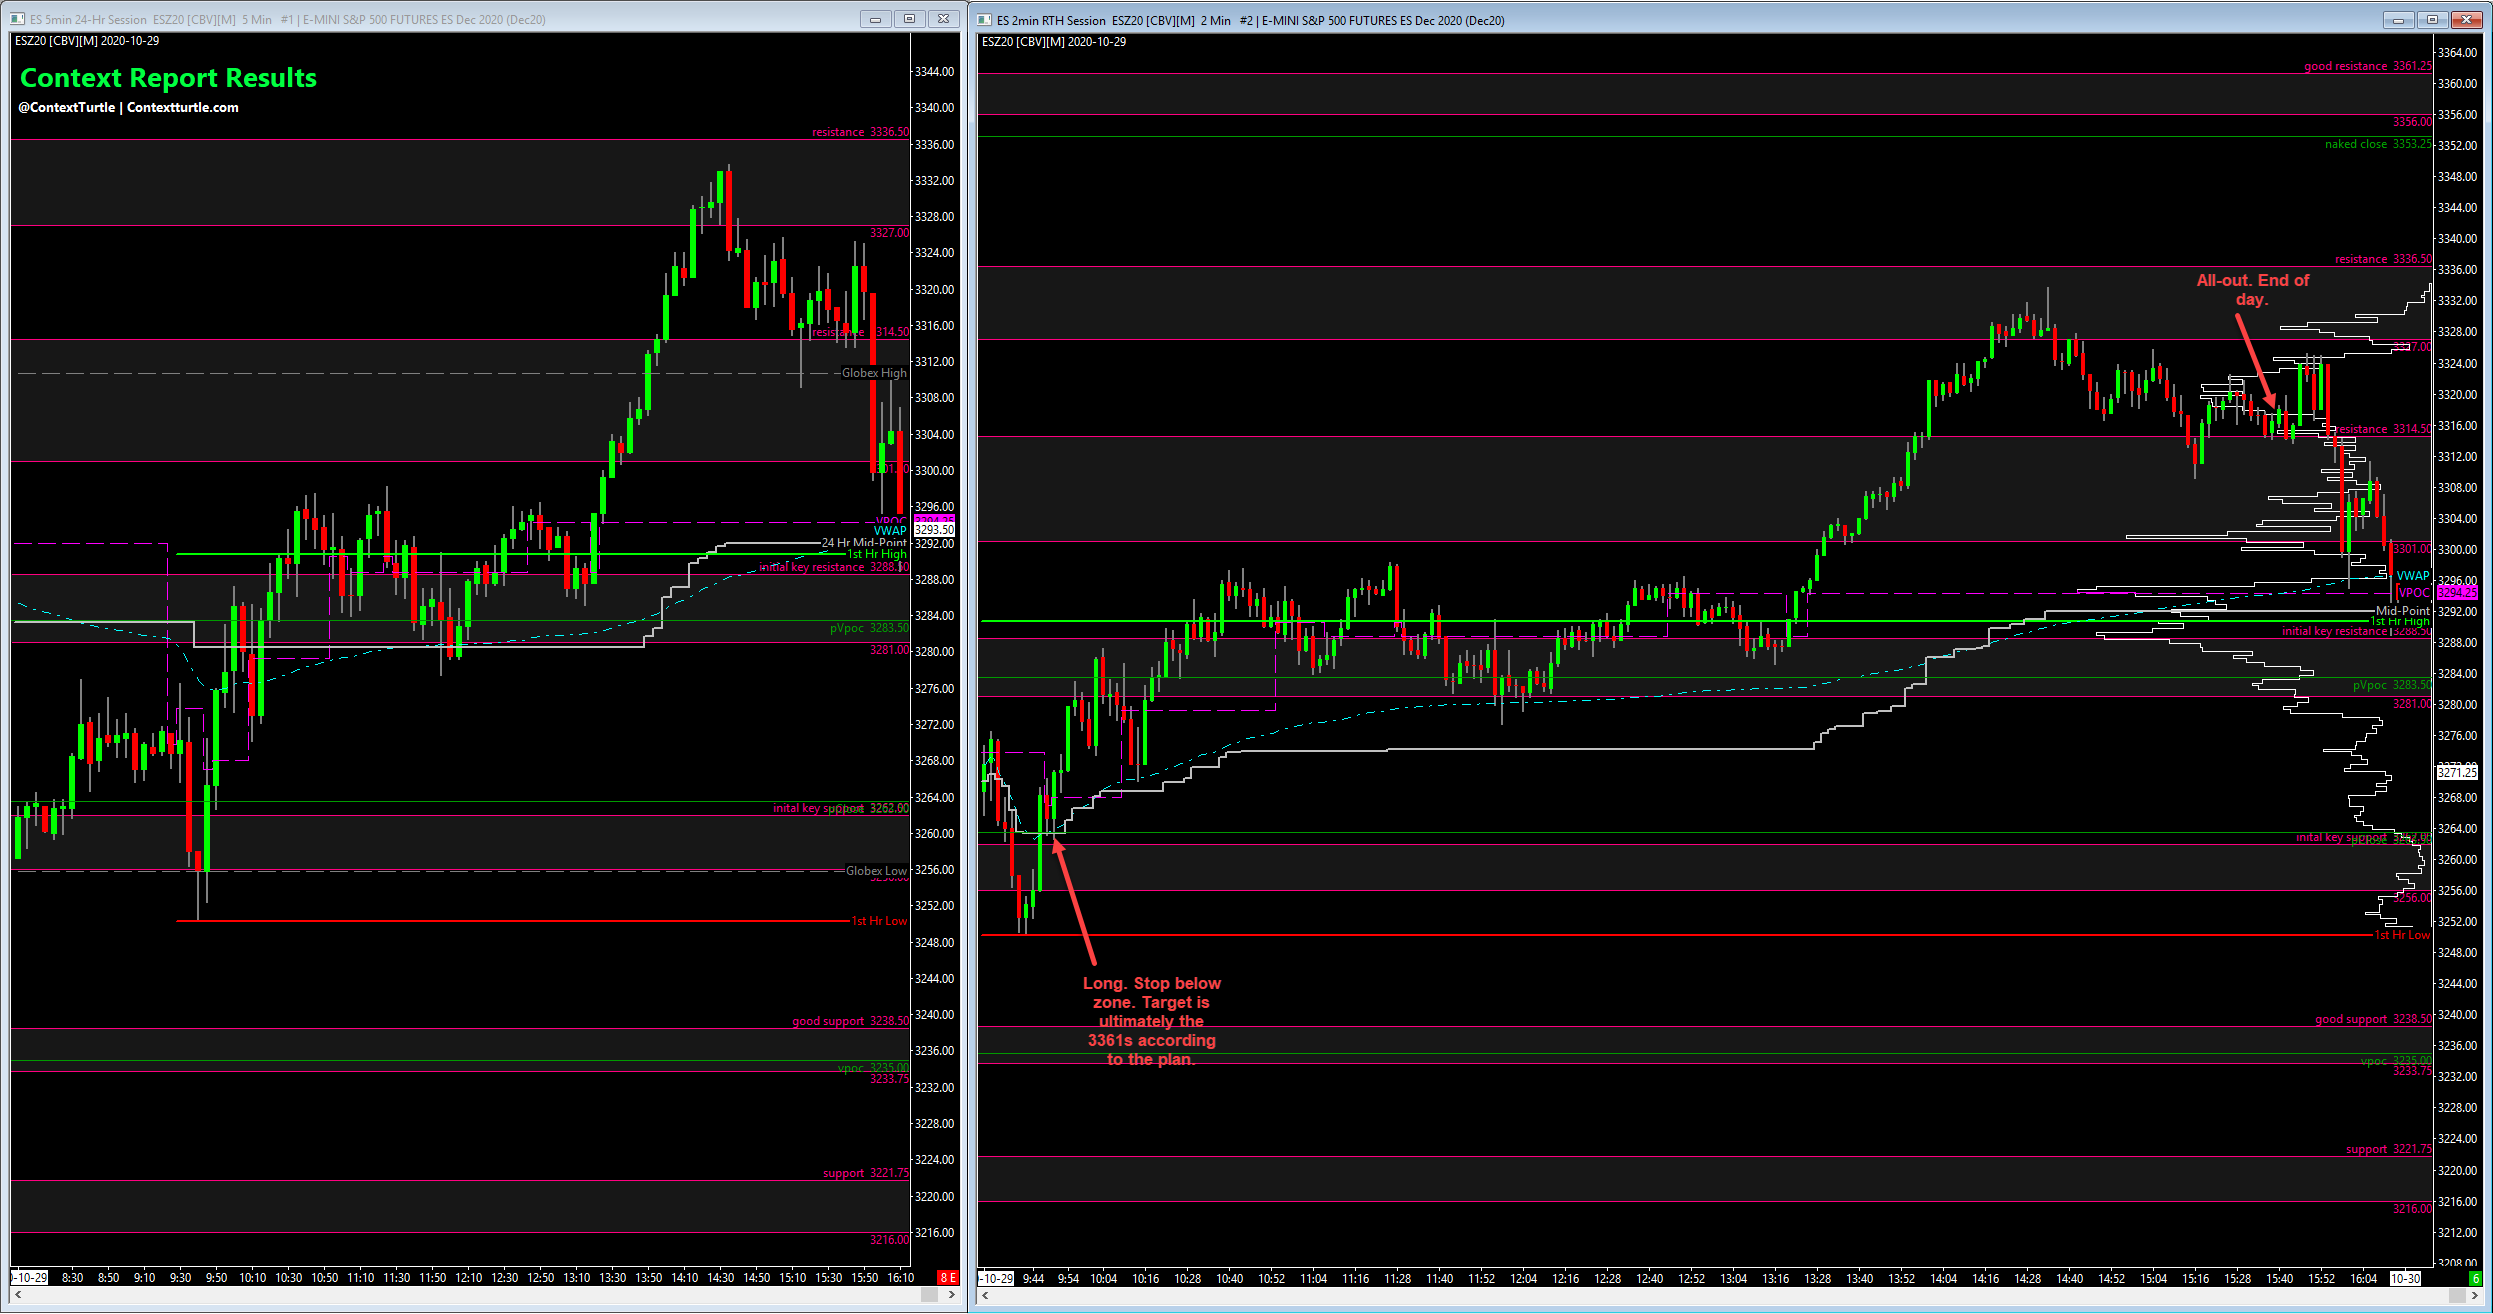 ES 5min 24-Hr Session ESZ20 [CBV][M] 5 Min #1 | E-MINI S&P 500 FUTURES ES Dec 2020 (Dec20)
ESZ20 [CBV][M] 2020-10-29
Context Report Results
@ContextTurtle | Contextturtle.com
resistance 3336.50
3327.00
resistance 3314.50
Globex High
VPOC
VWAP
24 Hr Mid-Point
1st Hr High
initial key resistance 3288.50
pVpoc 3283.50
3281.00
inital key support
Globex Low
1st Hr Low
good support 3238.50
vpoc 3235.00
3233.75
support 3221.75
3216.00
3344.00
3340.00
3336.00
3332.00
3328.00
3324.00
3320.00
3316.00
3312.00
3308.00
3304.00
3300.00
3296.00
3293.50
3292.00
3288.00
3284.00
3280.00
3276.00
3272.00
3268.00
3264.00
3260.00
3256.00
3252.00
3248.00
3244.00
3240.00
3236.00
3232.00
3228.00
3224.00
3220.00
3216.00
-10-29 8:30 8:50 9:10 9:30 9:50 10:10 10:30 10:50 11:10 11:30 11:50 12:10 12:30 12:50 13:10 13:30 13:50 14:10 14:30 14:50 15:10 15:30 15:50 16:10 8 E
ES 2min RTH Session ESZ20 [CBV][M] 2 Min #2 | E-MINI S&P 500 FUTURES ES Dec 2020 (Dec20)
ESZ20 [CBV][M] 2020-10-29
good resistance 3361.25
3356.00
naked close 3353.25
resistance 3336.50
All-out. End of
day.
resistance 3314.50
3301.00
VWAP
VPOC
Mid-Point
1st Hr High
initial key resistance 3288.50
pVpoc 3283.50
3281.00
inital key support
3256.00
1st Hr Low
Long. Stop below
zone. Target is
ultimately the
3361s according
to the plan.
good support 3238.50
vpoc 3235.00
3233.75
support 3221.75
3216.00
3364.00
3360.00
3356.00
3352.00
3348.00
3344.00
3340.00
3336.00
3332.00
3328.00
3324.00
3320.00
3316.00
3312.00
3308.00
3304.00
3300.00
3296.00
3294.25
3292.00
3288.00
3284.00
3280.00
3276.00
3271.25
3268.00
3264.00
3260.00
3256.00
3252.00
3248.00
3244.00
3240.00
3236.00
3232.00
3228.00
3224.00
3220.00
3216.00
3212.00
3208.00
-10-29 9:44 9:54 10:04 10:16 10:28 10:40 10:52 11:04 11:16 11:28 11:40 11:52 12:04 12:16 12:28 12:40 12:52 13:04 13:16 13:28 13:40 13:52 14:04 14:16 14:28 14:40 14:52 15:04 15:16 15:28 15:40 15:52 16:04 10-30 6